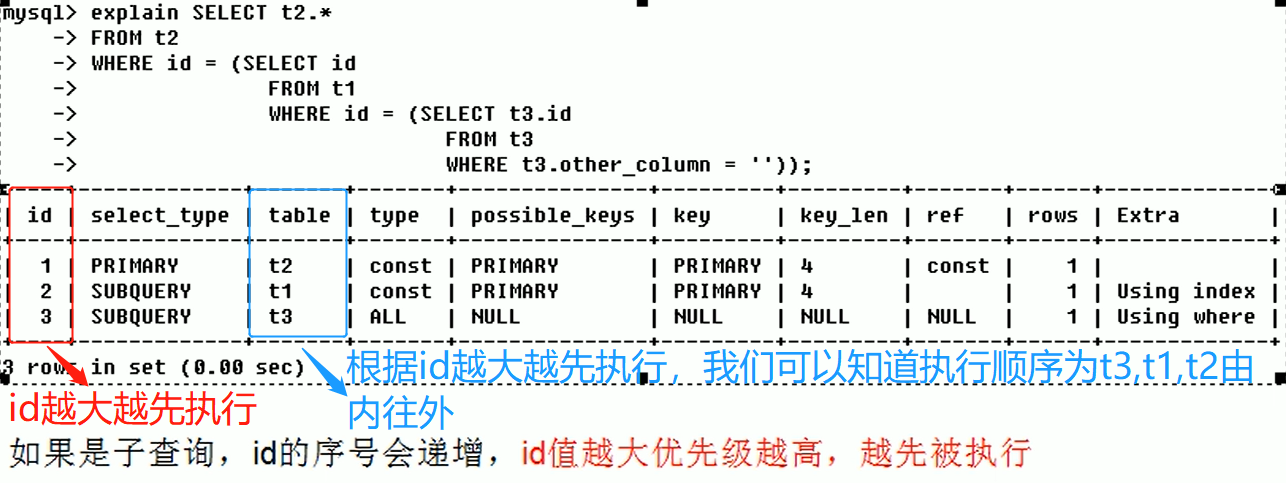 mysql> explain SELECT t2.*
-> FROM t2
-> WHERE id = (SELECT id
-> FROM t1
-> WHERE id = (SELECT t3.id
-> FROM t3
-> WHERE t3.other_column = ''));
| id | select_type | table | type | possible_keys | key | key_len | ref | rows | Extra |
| 1 | PRIMARY | t2 | const | PRIMARY | PRIMARY | 4 | const | 1 | |
| 2 | SUBQUERY | t1 | const | PRIMARY | PRIMARY | 4 | | 1 | Using index |
| 3 | SUBQUERY | t3 | ALL | NULL | NULL | NULL | NULL | 1 | Using where |
3 rows in set (0.00 sec)
根据id越大越先执行，我们可以知道执行顺序为t3,t1,t2由
内往外
id越大越先执行
如果是子查询，id的序号会递增，id值越大优先级越高，越先被执行